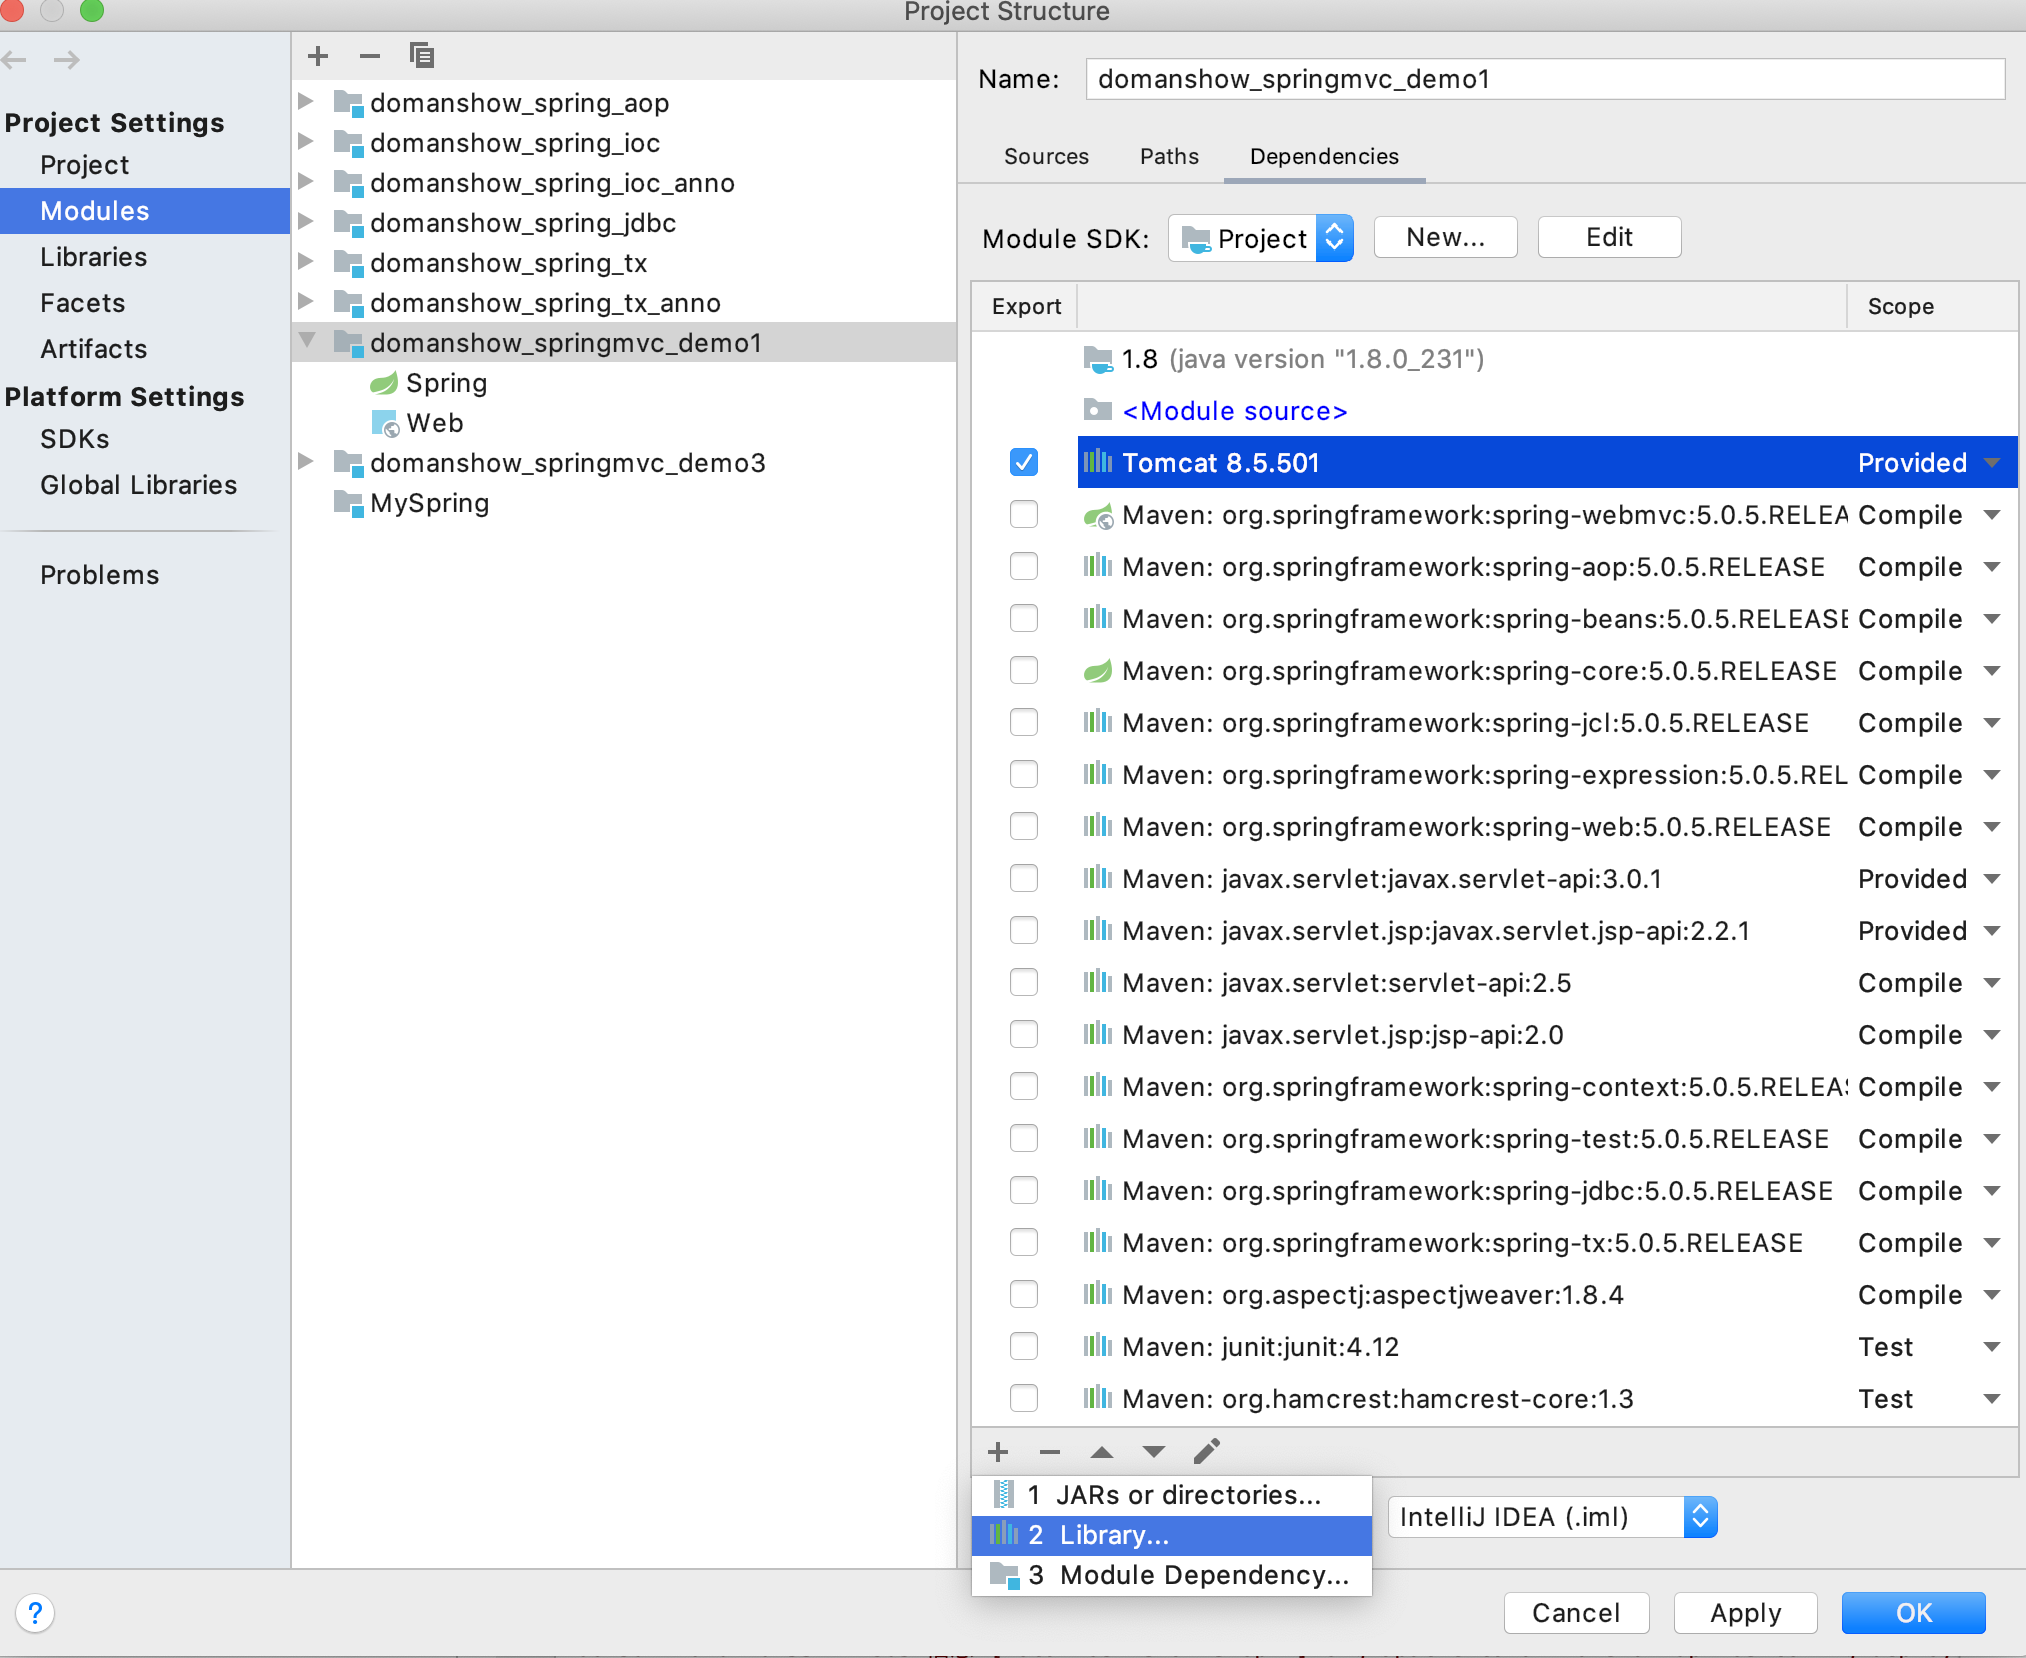 Project Structure
Project Settings
Project
Modules
Libraries
Facets
Artifacts
Platform Settings
SDKs
Global Libraries
Problems
domanshow_spring_aop
domanshow_spring_ioc
domanshow_spring_ioc_anno
domanshow_spring_jdbc
domanshow_spring_tx
domanshow_spring_tx_anno
domanshow_springmvc_demo1
Spring
Web
domanshow_springmvc_demo3
MySpring
Name: domanshow_springmvc_demo1
Sources Paths Dependencies
Module SDK: Project New... Edit
Export Scope
1.8 (java version "1.8.0_231")
<Module source>
Tomcat 8.5.501 Provided
Maven: org.springframework:spring-webmvc:5.0.5.RELEA Compile
Maven: org.springframework:spring-aop:5.0.5.RELEASE Compile
Maven: org.springframework:spring-beans:5.0.5.RELEASE Compile
Maven: org.springframework:spring-core:5.0.5.RELEASE Compile
Maven: org.springframework:spring-jcl:5.0.5.RELEASE Compile
Maven: org.springframework:spring-expression:5.0.5.REL Compile
Maven: org.springframework:spring-web:5.0.5.RELEASE Compile
Maven: javax.servlet:javax.servlet-api:3.0.1 Provided
Maven: javax.servlet.jsp:javax.servlet.jsp-api:2.2.1 Provided
Maven: javax.servlet:servlet-api:2.5 Compile
Maven: javax.servlet.jsp:jsp-api:2.0 Compile
Maven: org.springframework:spring-context:5.0.5.RELEAS Compile
Maven: org.springframework:spring-test:5.0.5.RELEASE Compile
Maven: org.springframework:spring-jdbc:5.0.5.RELEASE Compile
Maven: org.springframework:spring-tx:5.0.5.RELEASE Compile
Maven: org.aspectj:aspectjweaver:1.8.4 Compile
Maven: junit:junit:4.12 Test
Maven: org.hamcrest:hamcrest-core:1.3 Test
1 JARs or directories...
2 Library...
3 Module Dependency...
IntelliJ IDEA (.iml)
? Cancel Apply OK